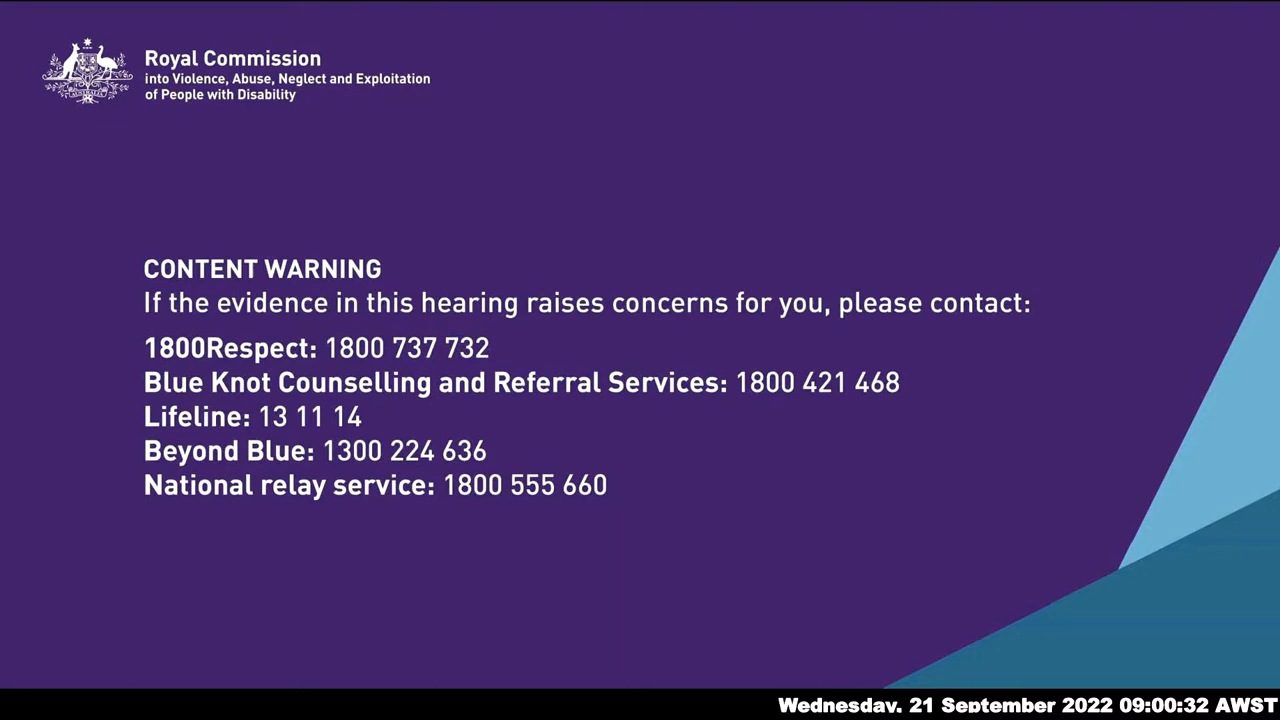 Royal Commission
into Violence, Abuse, Neglect and Exploitation
of People with Disability
CONTENT WARNING
If the evidence in this hearing raises concerns for you, please contact:
1800Respect: 1800 737 732
Blue Knot Counselling and Referral Services: 1800 421 468
Lifeline: 13 11 14
Beyond Blue: 1300 224 636
National relay service: 1800 555 660
Wednesday, 21 September 2022 09:00:32 AWST